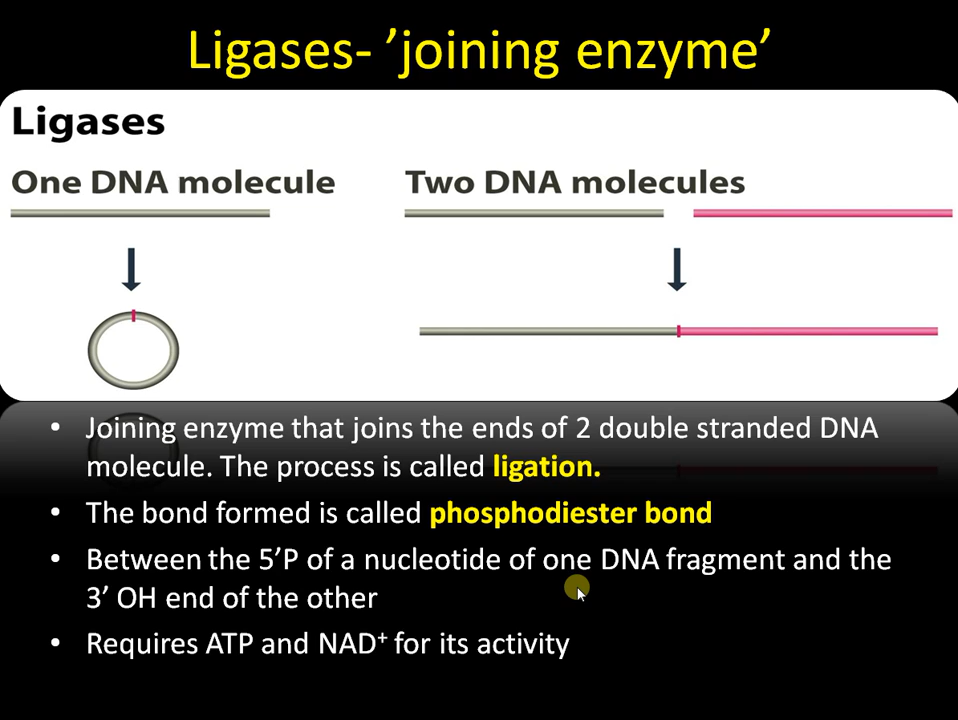 Ligases- ’joining enzyme’
Ligases
One DNA molecule
Two DNA molecules
• Joining enzyme that joins the ends of 2 double stranded DNA
molecule. The process is called ligation.
• The bond formed is called phosphodiester bond
• Between the 5’P of a nucleotide of one DNA fragment and the
3’ OH end of the other
• Requires ATP and NAD⁺ for its activity